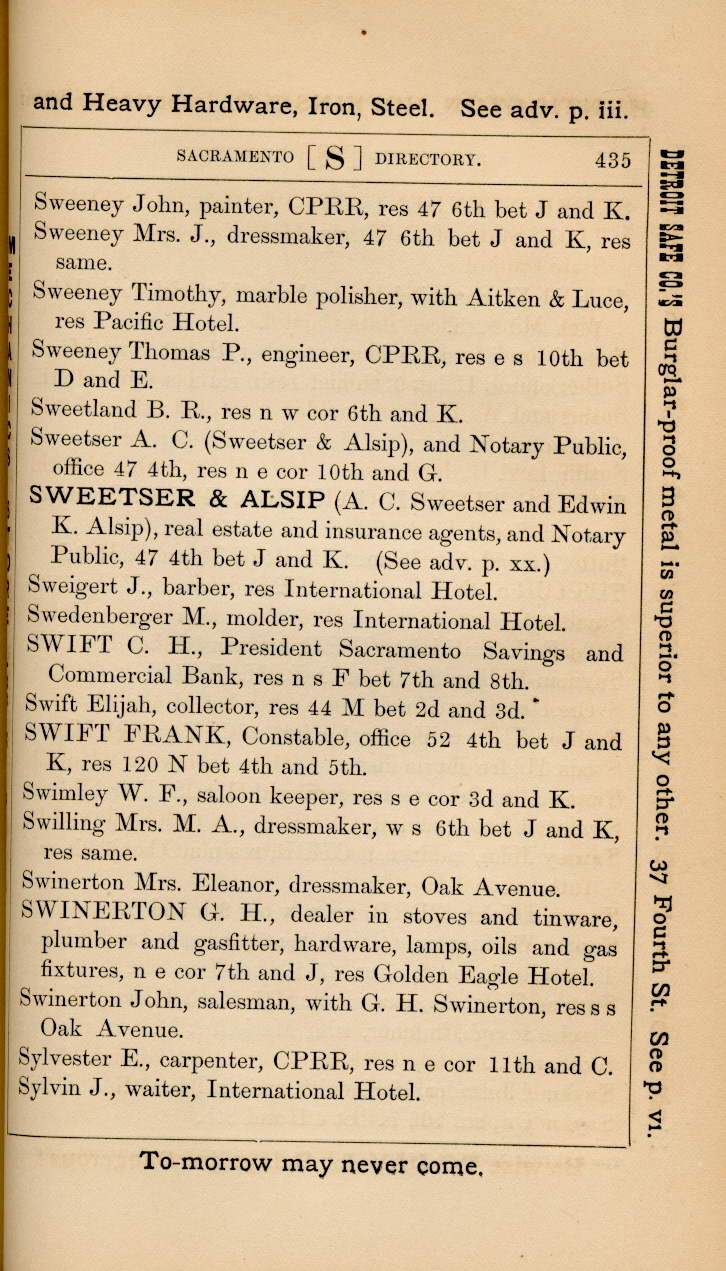 and Heavy Hardware, Iron, Steel. See adv. p. iii.
SACRAMENTO [ S ] DIRECTORY. 435
Sweeney John, painter, CPRR, res 47 6th bet J and K.
Sweeney Mrs. J., dressmaker, 47 6th bet J and K, res
same.
Sweeney Timothy, marble polisher, with Aitken & Luce,
res Pacific Hotel.
Sweeney Thomas P., engineer, CPRR, res e s 10th bet
D and E.
Sweetland B. R., res n w cor 6th and K.
Sweetser A. C. (Sweetser & Alsip), and Notary Public,
office 47 4th, res n e cor 10th and G.
SWEETSER & ALSIP (A. C. Sweetser and Edwin
K. Alsip), real estate and insurance agents, and Notary
Public, 47 4th bet J and K. (See adv. p. xx.)
Sweigert J., barber, res International Hotel.
Swedenberger M., molder, res International Hotel.
SWIFT C. H., President Sacramento Savings and
Commercial Bank, res n s F bet 7th and 8th.
Swift Elijah, collector, res 44 M bet 2d and 3d.
SWIFT FRANK, Constable, office 52 4th bet J and
K, res 120 N bet 4th and 5th.
Swimley W. F., saloon keeper, res s e cor 3d and K.
Swilling Mrs. M. A., dressmaker, w s 6th bet J and K,
res same.
Swinerton Mrs. Eleanor, dressmaker, Oak Avenue.
SWINERTON G. H., dealer in stoves and tinware,
plumber and gasfitter, hardware, lamps, oils and gas
fixtures, n e cor 7th and J, res Golden Eagle Hotel.
Swinerton John, salesman, with G. H. Swinerton, res s s
Oak Avenue.
Sylvester E., carpenter, CPRR, res n e cor 11th and C.
Sylvin J., waiter, International Hotel.
To-morrow may never come.
DETROIT SAFE CO.'S Burglar-proof metal is superior to any other. 37 Fourth St. See p. vi.